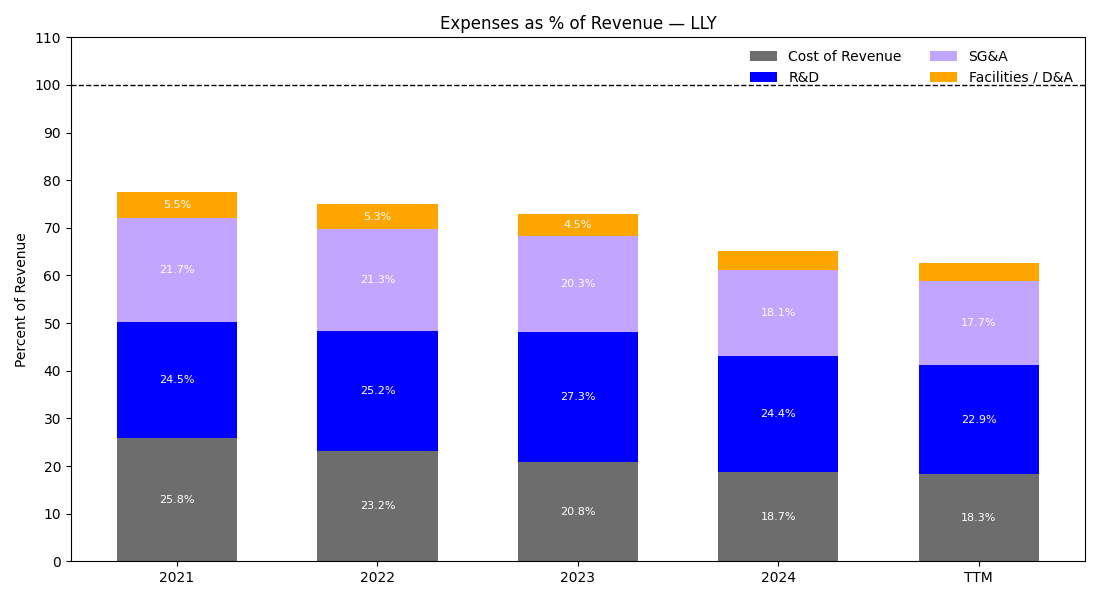 Expenses as % of Revenue — LLY
Cost of Revenue SG&A
R&D Facilities / D&A
Percent of Revenue
110
100
90
80
70
60
50
40
30
20
10
0
5.5% 5.3% 4.5%
21.7% 21.3% 20.3% 18.1% 17.7%
24.5% 25.2% 27.3% 24.4% 22.9%
25.8% 23.2% 20.8% 18.7% 18.3%
2021 2022 2023 2024 TTM